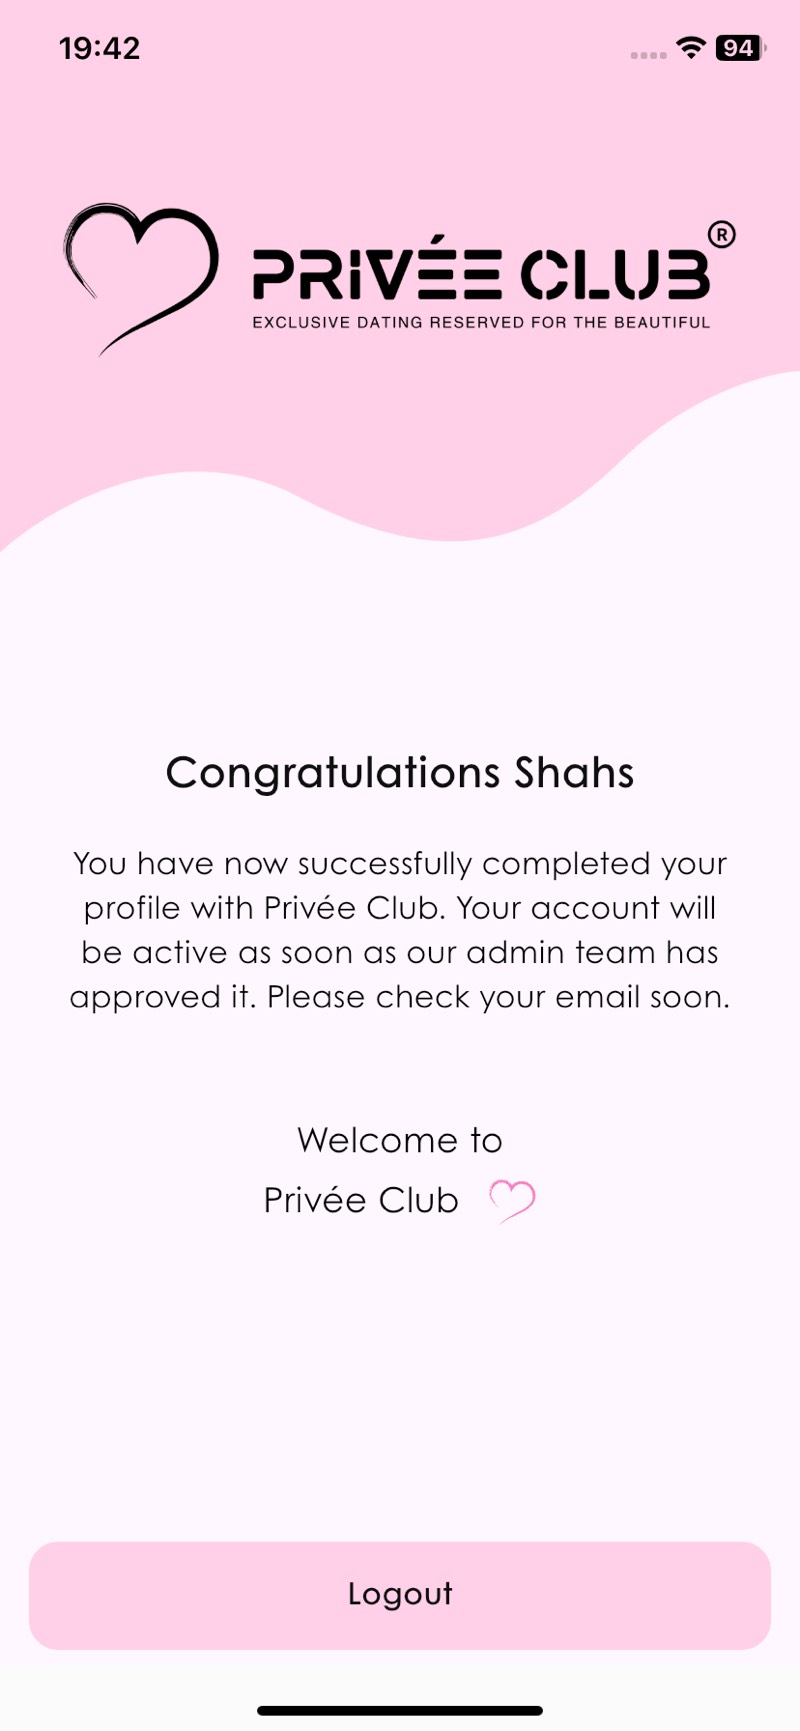 19:42
94
PRIVÉE CLUB®
EXCLUSIVE DATING RESERVED FOR THE BEAUTIFUL
Congratulations Shahs
You have now successfully completed your
profile with Privée Club. Your account will
be active as soon as our admin team has
approved it. Please check your email soon.
Welcome to
Privée Club
Logout